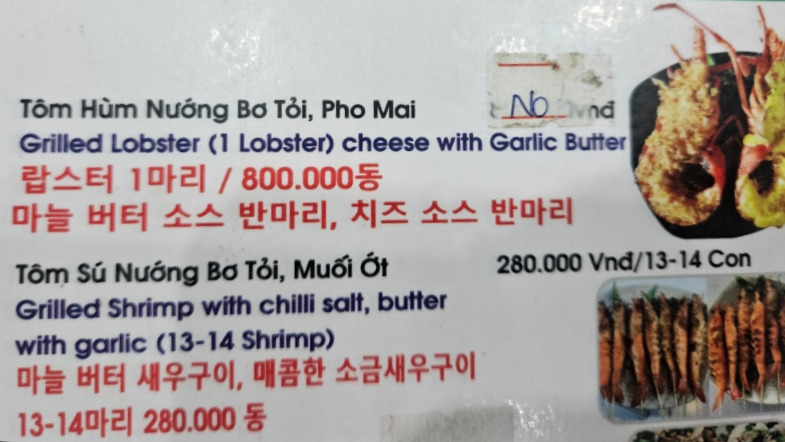 Tôm Hùm Nướng Bơ Tỏi, Pho Mai No vnđ
Grilled Lobster (1 Lobster) cheese with Garlic Butter
랍스터 1마리 / 800.000동
마늘 버터 소스 반마리, 치즈 소스 반마리
Tôm Sú Nướng Bơ Tỏi, Muối Ớt 280.000 Vnđ/13-14 Con
Grilled Shrimp with chilli salt, butter
with garlic (13-14 Shrimp)
마늘 버터 새우구이, 매콤한 소금새우구이
13-14마리 280.000 동